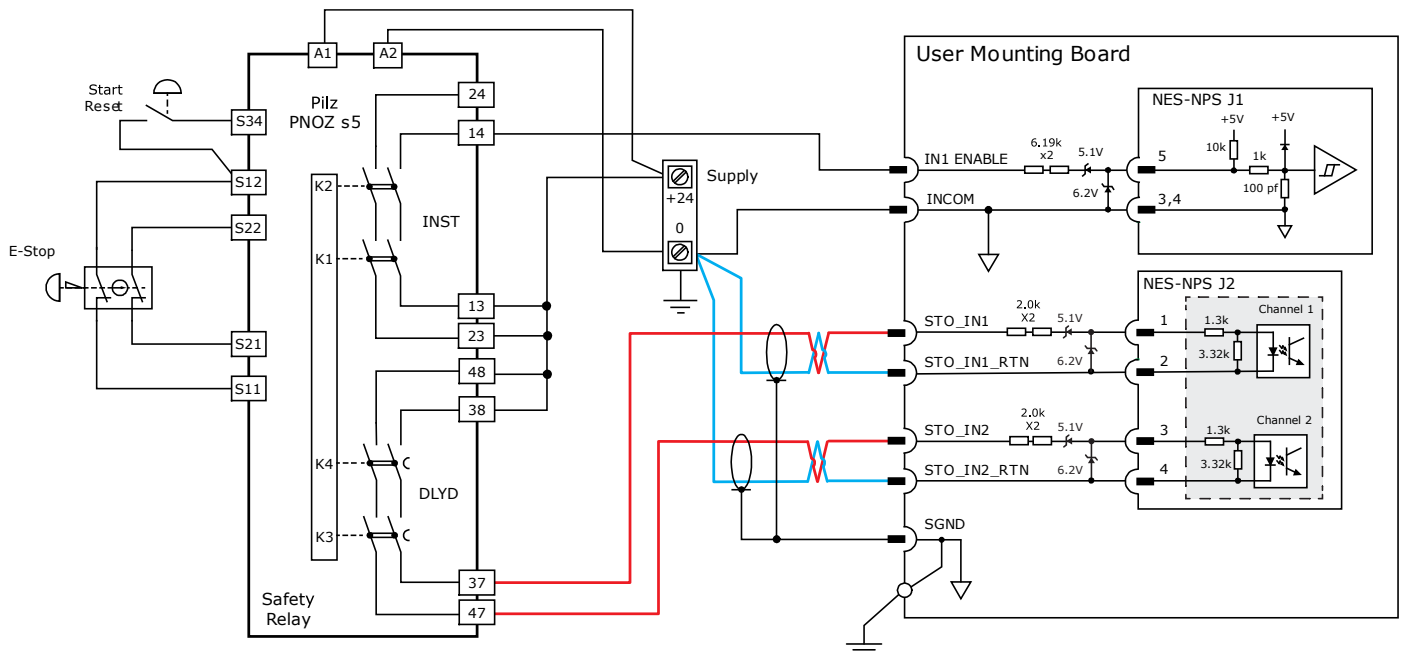 A1
A2
User Mounting Board
Start
Reset
Pilz
PNOZ s5
24
14
S34
S12
S22
E-Stop
S21
S11
K2
K1
INST
13
23
48
38
K4
DLYD
K3
37
47
Safety
Relay
+24
0
Supply
NES-NPS J1
+5V
+5V
10k
1k
100 pf
IN1 ENABLE
6.19k
x2
5.1V
6.2V
5
INCOM
3,4
NES-NPS J2
Channel 1
STO_IN1
2.0k
X2
5.1V
6.2V
1
1.3k
3.32k
STO_IN1_RTN
2
Channel 2
STO_IN2
2.0k
X2
5.1V
6.2V
3
1.3k
3.32k
STO_IN2_RTN
4
SGND